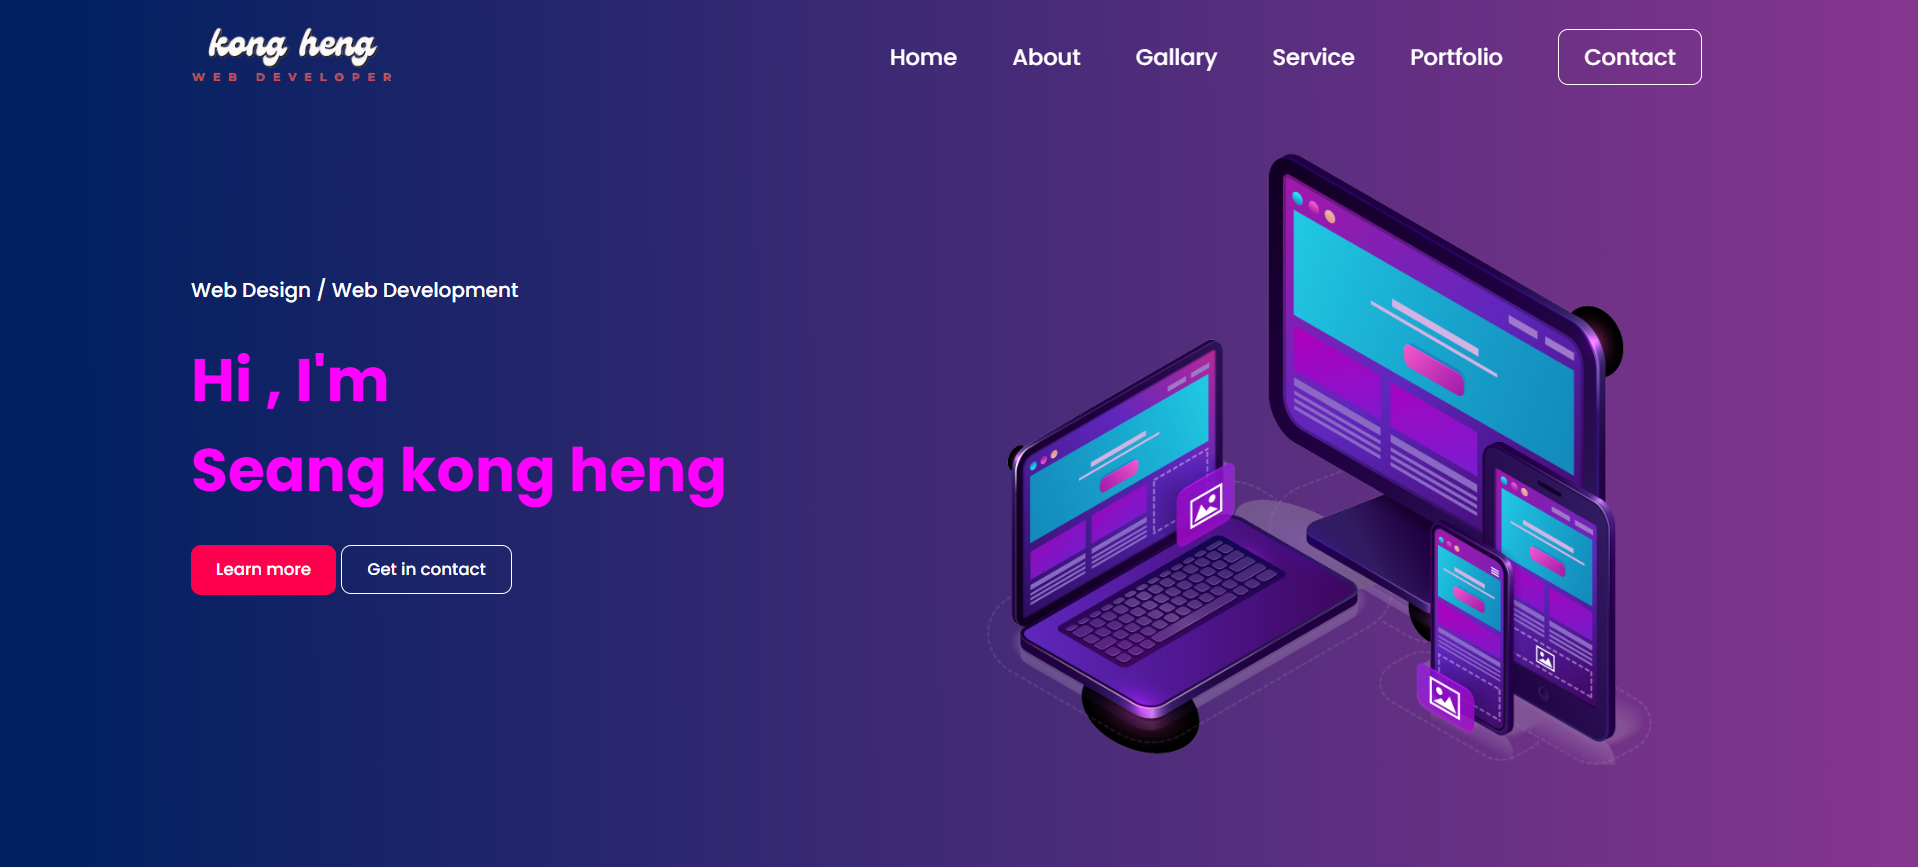 kong heng
WEB DEVELOPER
Home About Gallary Service Portfolio Contact
Web Design / Web Development
Hi , I'm
Seang kong heng
Learn more Get in contact